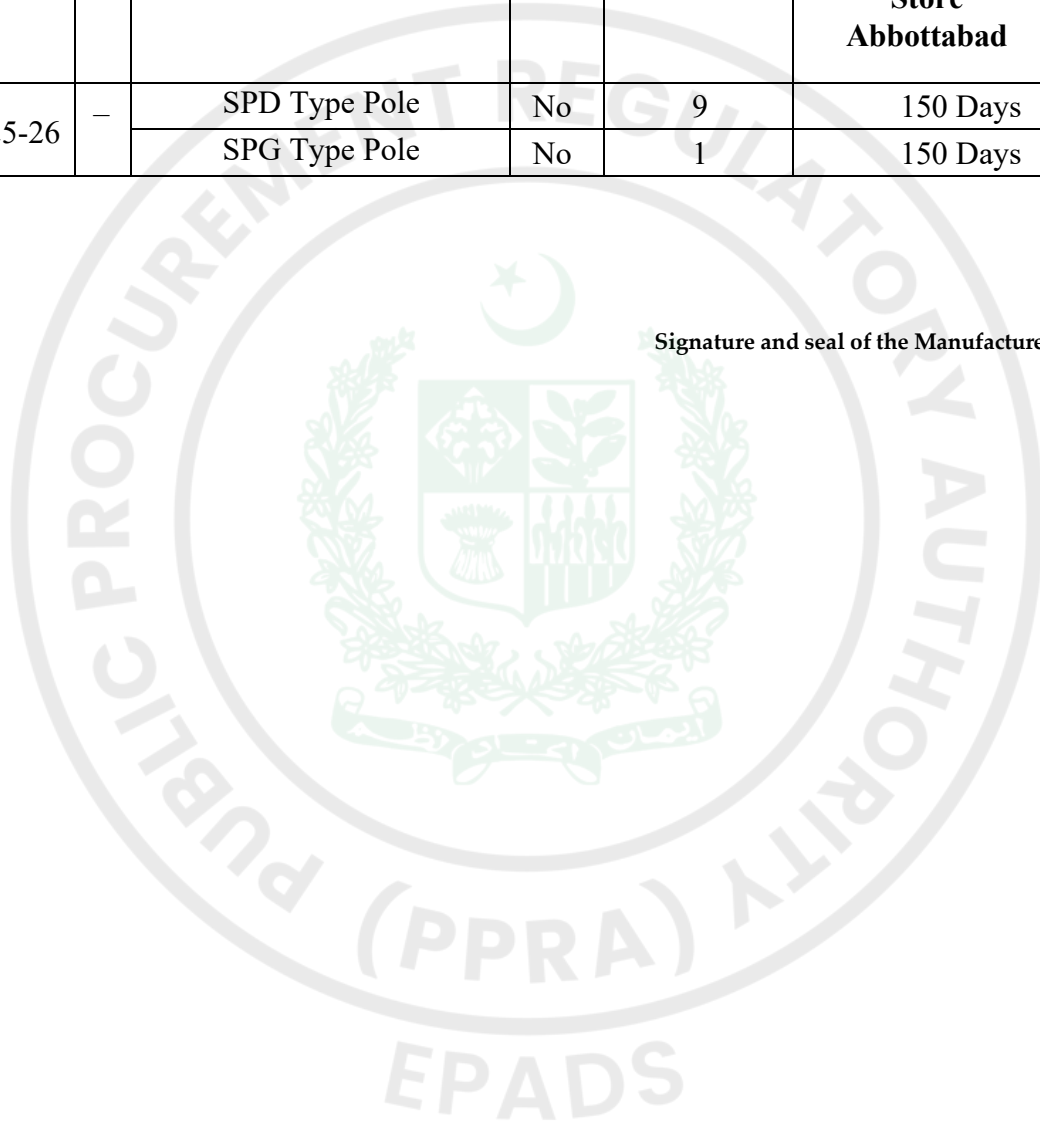 Store
Abbottabad
5-26 – SPD Type Pole No 9 150 Days
SPG Type Pole No 1 150 Days
Signature and seal of the Manufacture
PUBLIC PROCUREMENT REGULATORY AUTHORITY
(PPRA)
EPADS